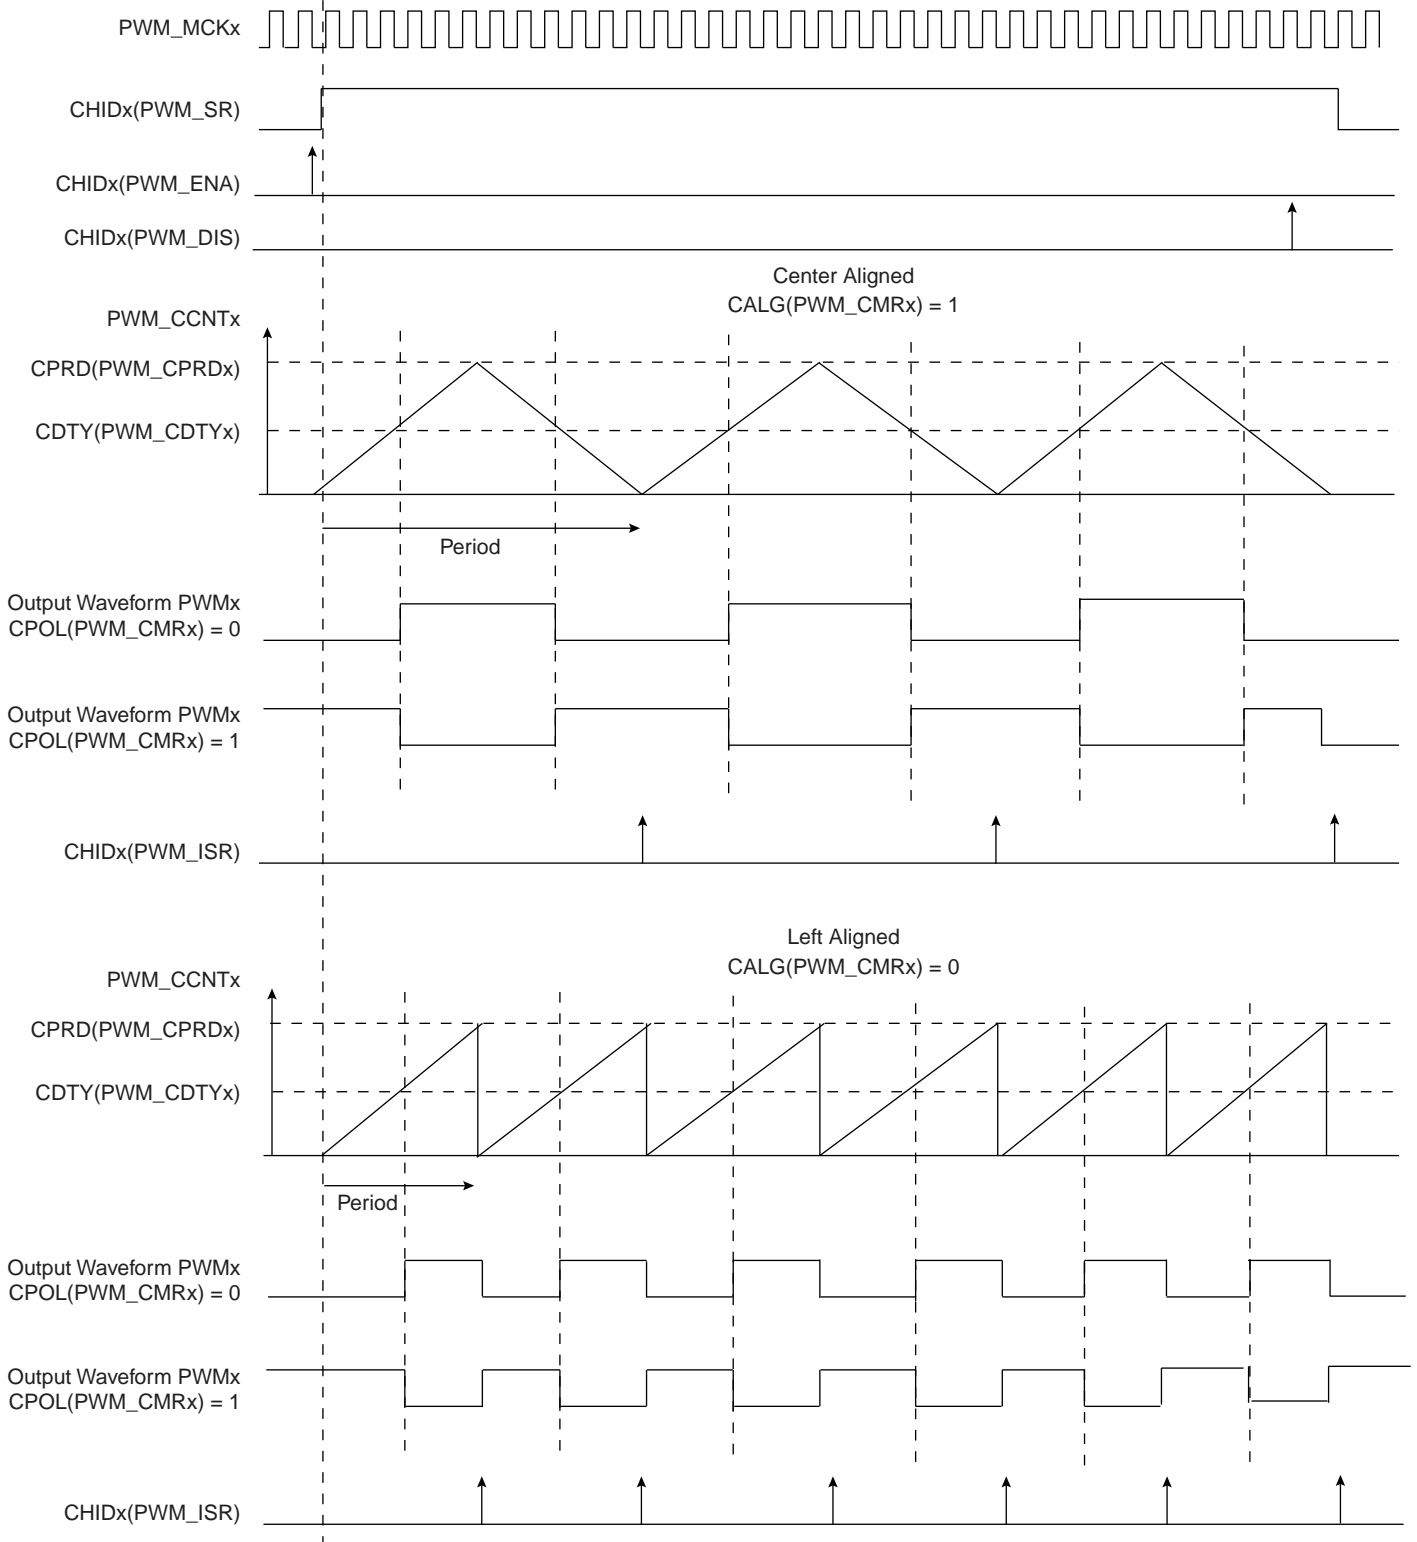 PWM_MCKx
CHIDx(PWM_SR)
CHIDx(PWM_ENA)
CHIDx(PWM_DIS)
Center Aligned
CALG(PWM_CMRx) = 1
PWM_CCNTx
CPRD(PWM_CPRDx)
CDTY(PWM_CDTYx)
Period
Output Waveform PWMx
CPOL(PWM_CMRx) = 0
Output Waveform PWMx
CPOL(PWM_CMRx) = 1
CHIDx(PWM_ISR)
Left Aligned
CALG(PWM_CMRx) = 0
PWM_CCNTx
CPRD(PWM_CPRDx)
CDTY(PWM_CDTYx)
Period
Output Waveform PWMx
CPOL(PWM_CMRx) = 0
Output Waveform PWMx
CPOL(PWM_CMRx) = 1
CHIDx(PWM_ISR)